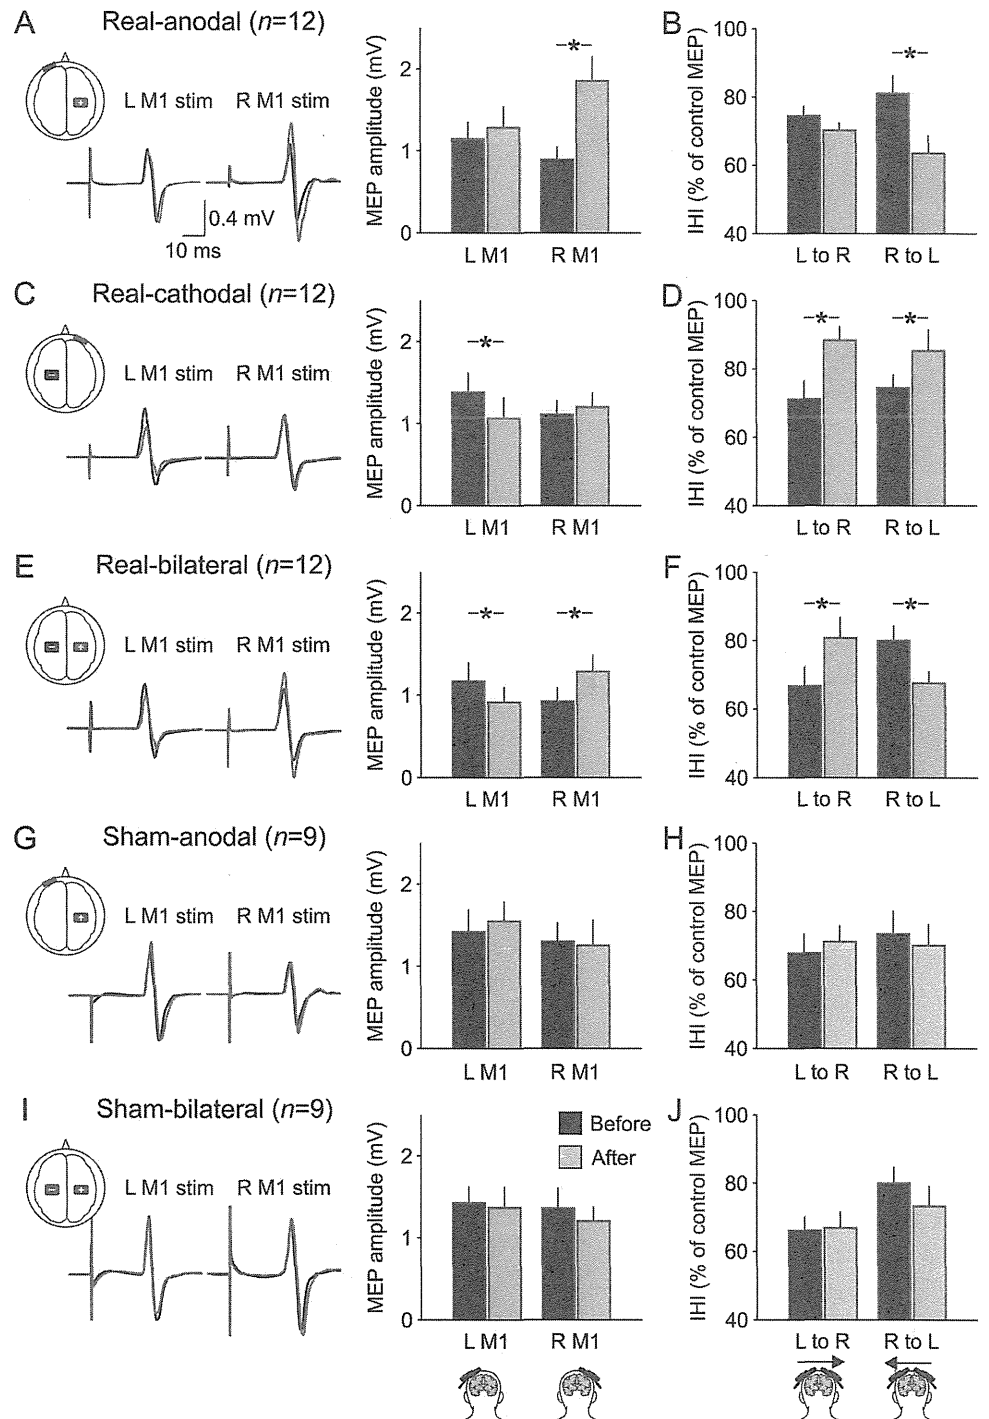 A Real-anodal (n=12)
L M1 stim R M1 stim
0.4 mV
10 ms
MEP amplitude (mV)
2
1
0
*
L M1 R M1
B
IHI (% of control MEP)
100
80
60
40
*
L to R R to L
C Real-cathodal (n=12)
L M1 stim R M1 stim
MEP amplitude (mV)
2
1
0
*
L M1 R M1
D
IHI (% of control MEP)
100
80
60
40
* *
L to R R to L
E Real-bilateral (n=12)
L M1 stim R M1 stim
MEP amplitude (mV)
2
1
0
* *
L M1 R M1
F
IHI (% of control MEP)
100
80
60
40
* *
L to R R to L
G Sham-anodal (n=9)
L M1 stim R M1 stim
MEP amplitude (mV)
2
1
0
L M1 R M1
H
IHI (% of control MEP)
100
80
60
40
L to R R to L
I Sham-bilateral (n=9)
L M1 stim R M1 stim
MEP amplitude (mV)
2
1
0
Before
After
L M1 R M1
J
IHI (% of control MEP)
100
80
60
40
L to R R to L